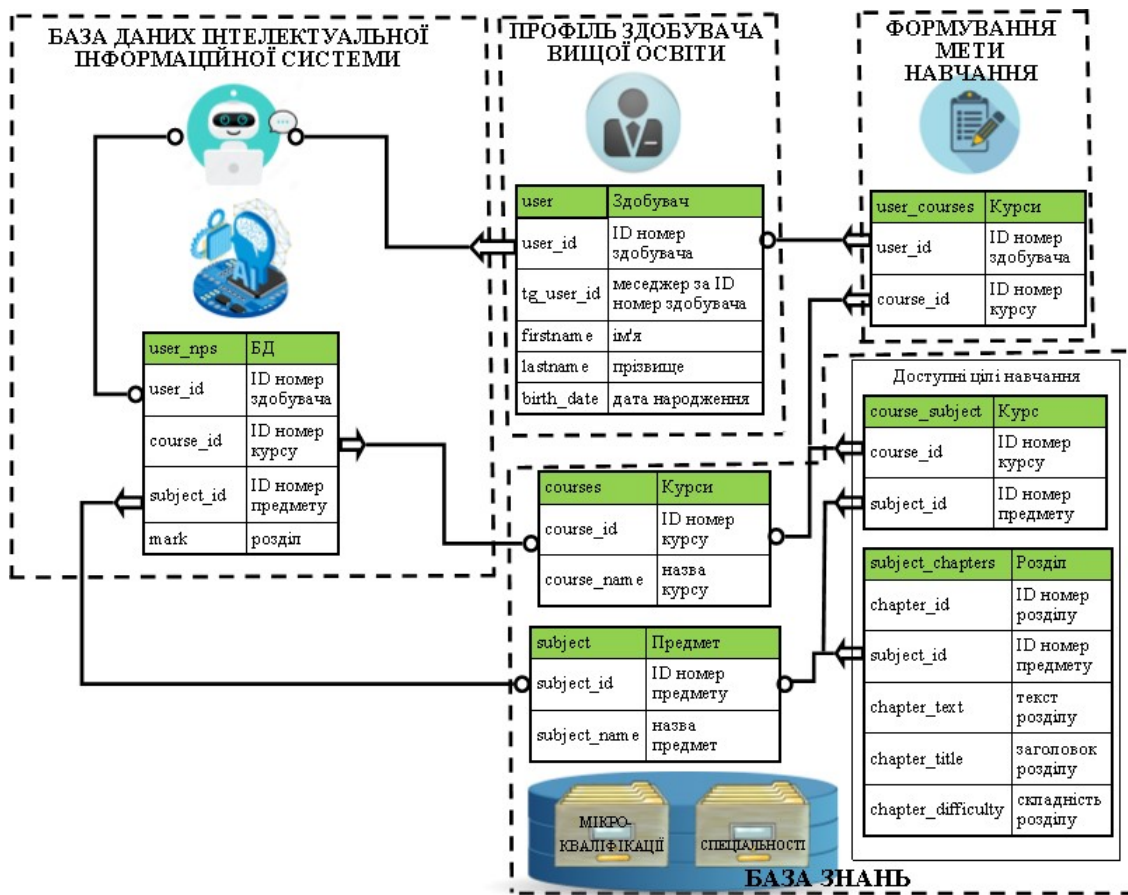 БАЗА ДАНИХ ІНТЕЛЕКТУАЛЬНОЇ
ІНФОРМАЦІЙНОЇ СИСТЕМИ
AI
user_nps БД
user_id ID номер
здобувача
course_id ID номер
курсу
subject_id ID номер
предмету
mark розділ
ПРОФІЛЬ ЗДОБУВАЧА
ВИЩОЇ ОСВІТИ
user Здобувач
user_id ID номер
здобувача
tg_user_id меседжер за ID
номер здобувача
firstname ім'я
lastname прізвище
birth_date дата народження
ФОРМУВАННЯ
МЕТИ
НАВЧАННЯ
user_courses Курси
user_id ID номер
здобувача
course_id ID номер
курсу
Доступні цілі навчання
course_subject Курс
course_id ID номер
курсу
subject_id ID номер
предмету
subject_chapters Розділ
chapter_id ID номер
розділу
subject_id ID номер
предмету
chapter_text текст
розділу
chapter_title заголовок
розділу
chapter_difficulty складність
розділу
courses Курси
course_id ID номер
курсу
course_name назва
курсу
subject Предмет
subject_id ID номер
предмету
subject_name назва
предмет
МІКРО-
КВАЛІФІКАЦІЇ
СПЕЦІАЛЬНОСТІ
БАЗА ЗНАНЬ